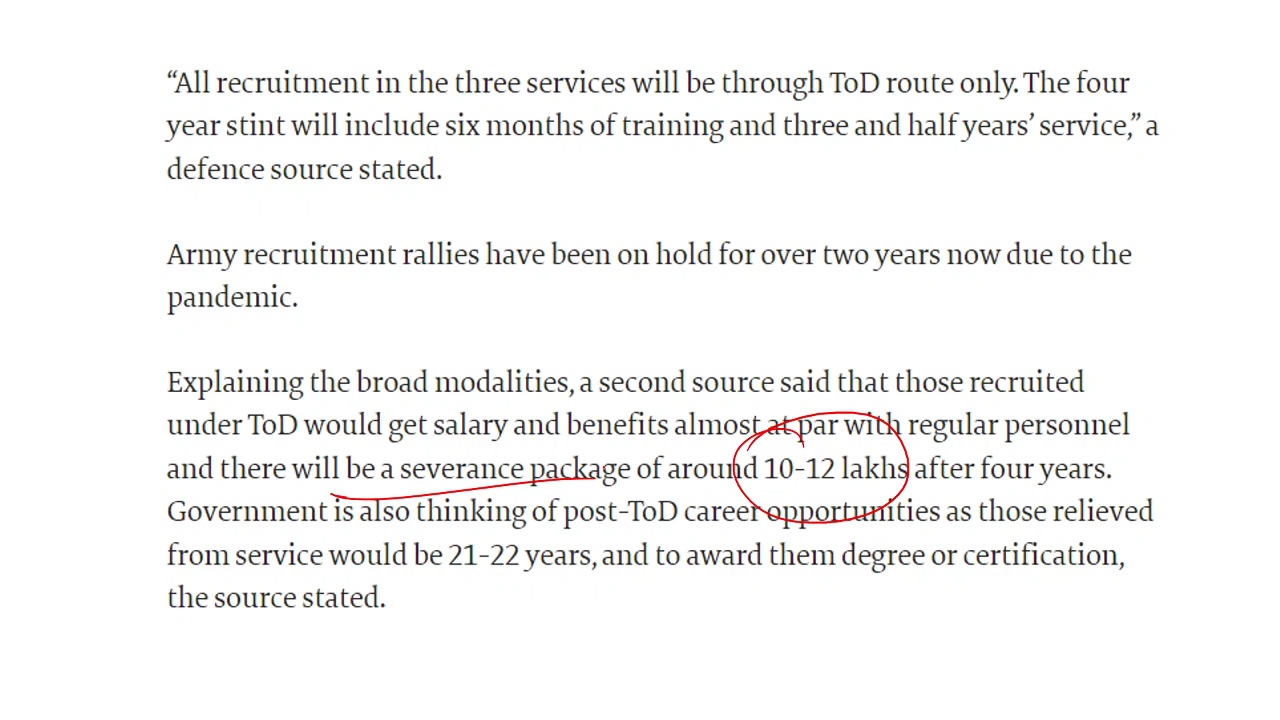 “All recruitment in the three services will be through ToD route only. The four
year stint will include six months of training and three and half years’ service,” a
defence source stated.
Army recruitment rallies have been on hold for over two years now due to the
pandemic.
Explaining the broad modalities, a second source said that those recruited
under ToD would get salary and benefits almost at par with regular personnel
and there will be a severance package of around 10-12 lakhs after four years.
Government is also thinking of post-ToD career opportunities as those relieved
from service would be 21-22 years, and to award them degree or certification,
the source stated.